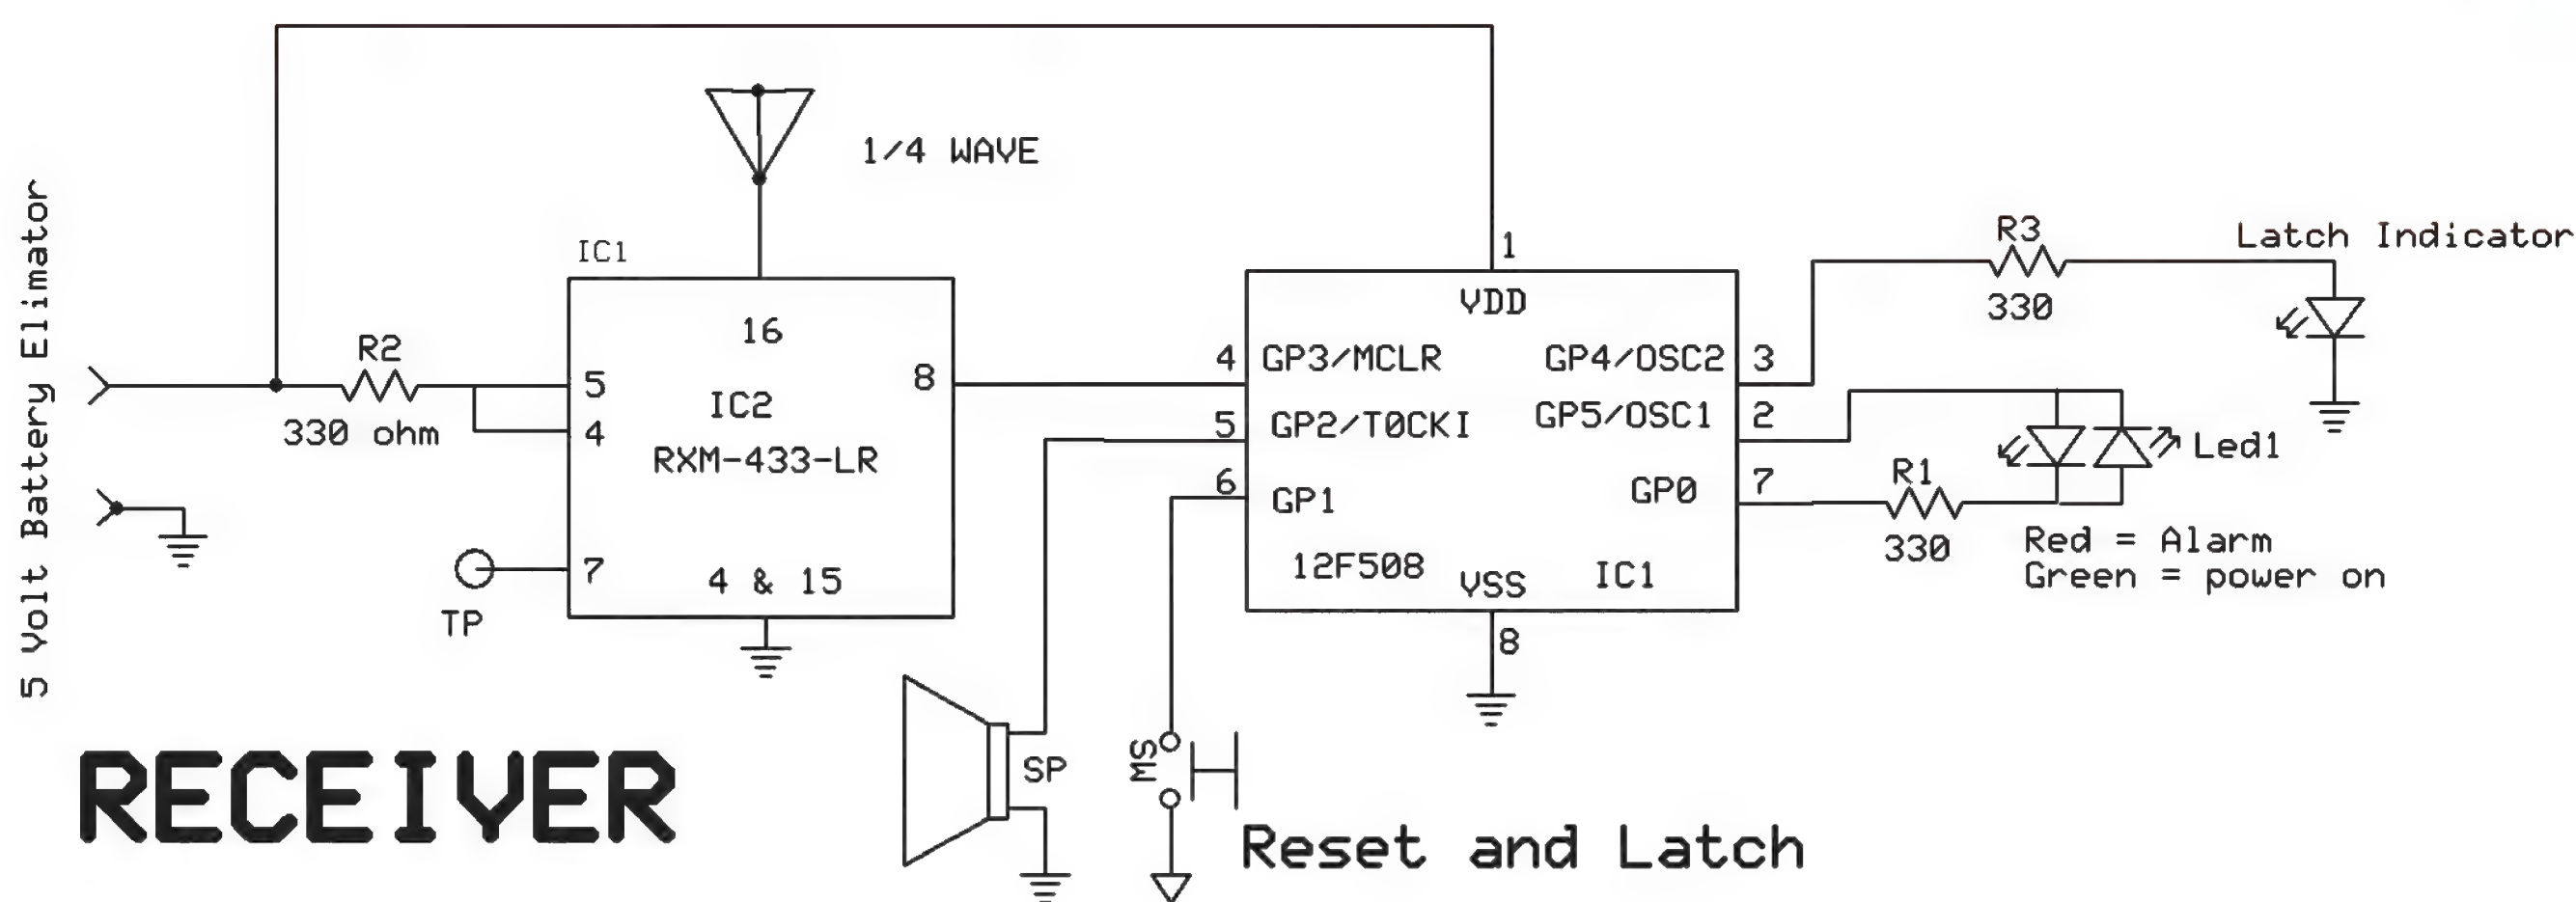 5 Volt Battery Elimator
1/4 WAVE
IC1
R2
330 ohm
16
5
4
IC2
RXM-433-LR
8
7
4 & 15
TP
1
VDD
4
GP3/MCLR
GP4/OSC2
3
5
GP2/T0CKI
GP5/OSC1
2
6
GP1
GP0
7
12F508
VSS
IC1
8
R3
330
Latch Indicator
Led1
R1
330
Red = Alarm
Green = power on
SP
MS
Reset and Latch
RECEIVER